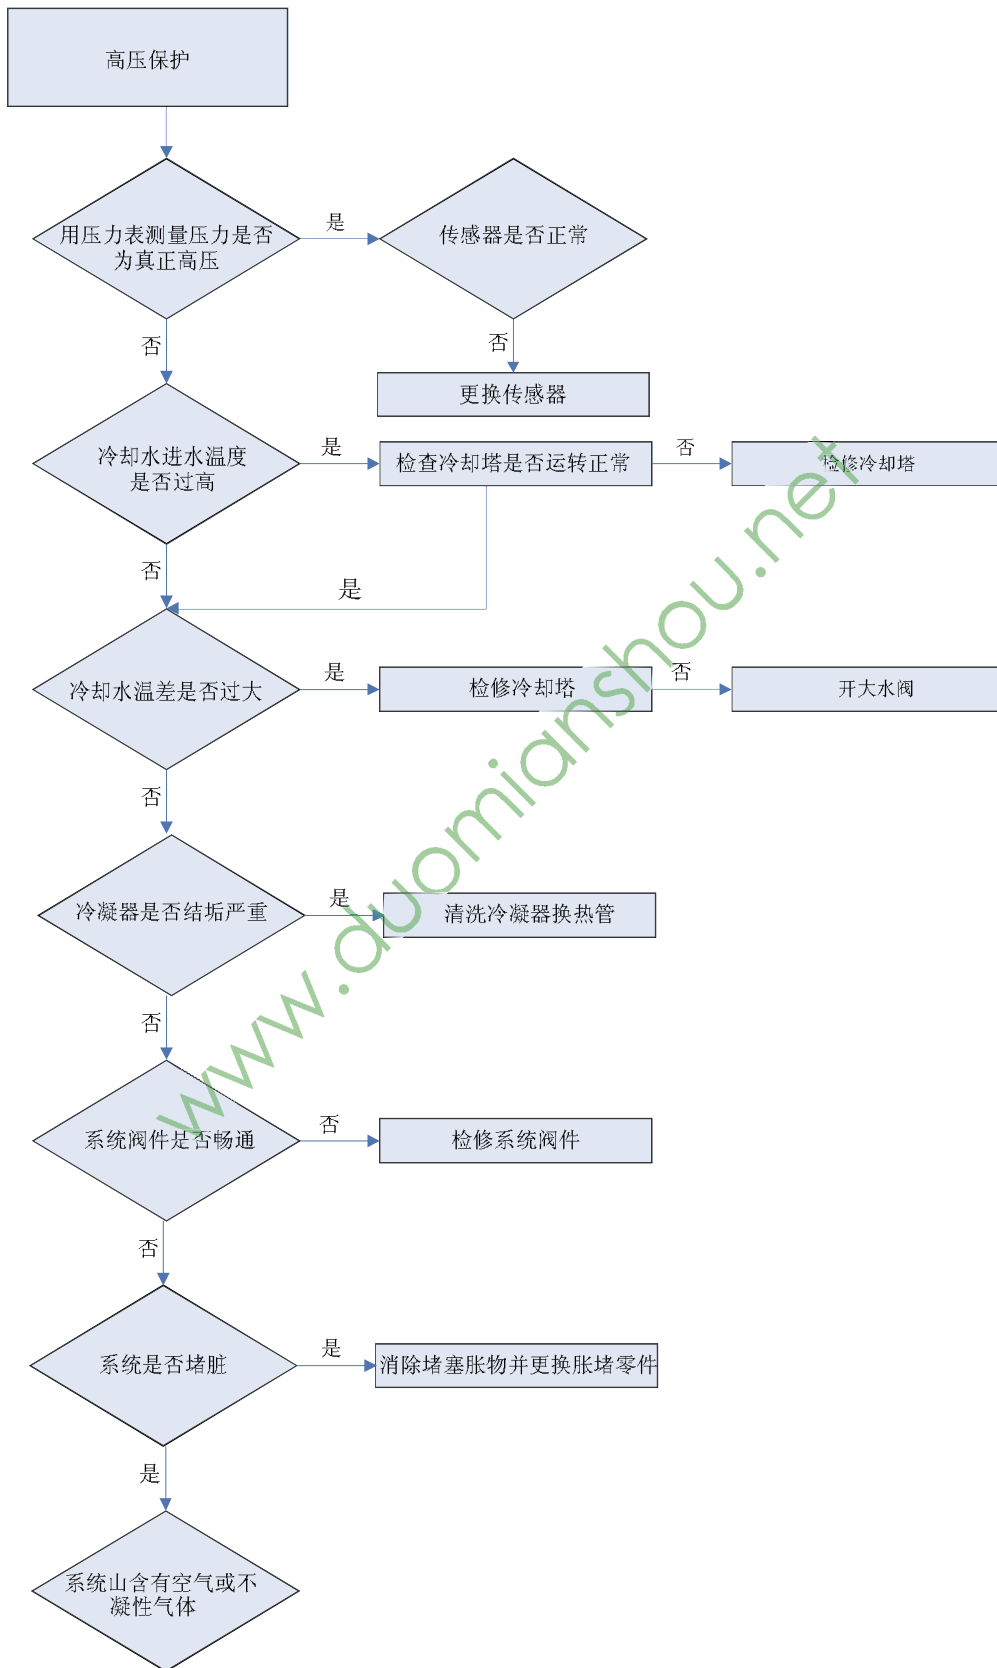 高压保护
用压力表测量压力是否
为真正高压
是
传感器是否正常
否
否
更换传感器
冷却水进水温度
是否过高
是
检查冷却塔是否运转正常
否
检修冷却塔
否
是
冷却水温差是否过大
是
检修冷却塔
否
开大水阀
否
冷凝器是否结垢严重
是
清洗冷凝器换热管
否
系统阀件是否畅通
否
检修系统阀件
否
系统是否堵脏
是
消除堵塞胀物并更换胀堵零件
是
系统山含有空气或不
凝性气体
www.duomianshou.net